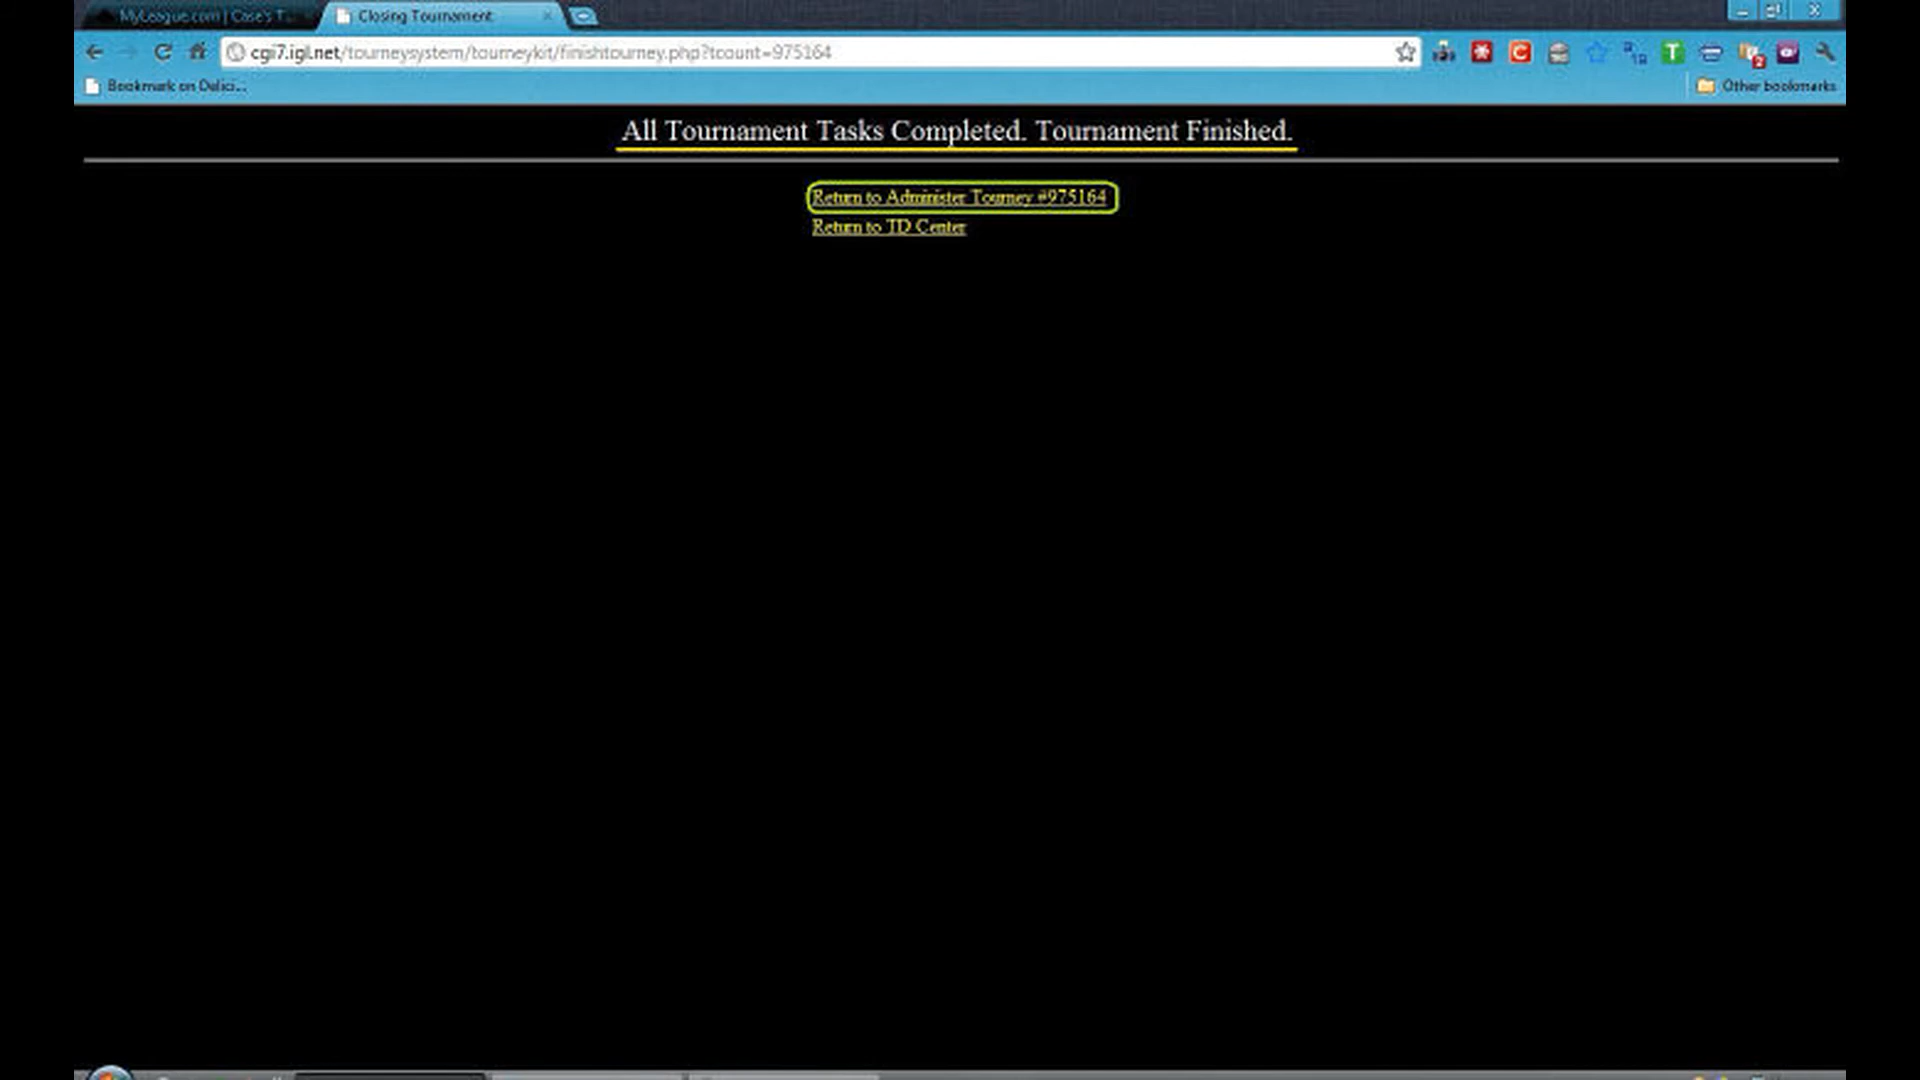 MyLeague.com | Case's T...
Closing Tournament
cgi7.igl.net/tourneysystem/tourneykit/finishtourney.php?tcount=975164
Bookmark on Delici...
Other bookmarks
All Tournament Tasks Completed. Tournament Finished.
Return to Administer Tourney #975164
Return to TD Center